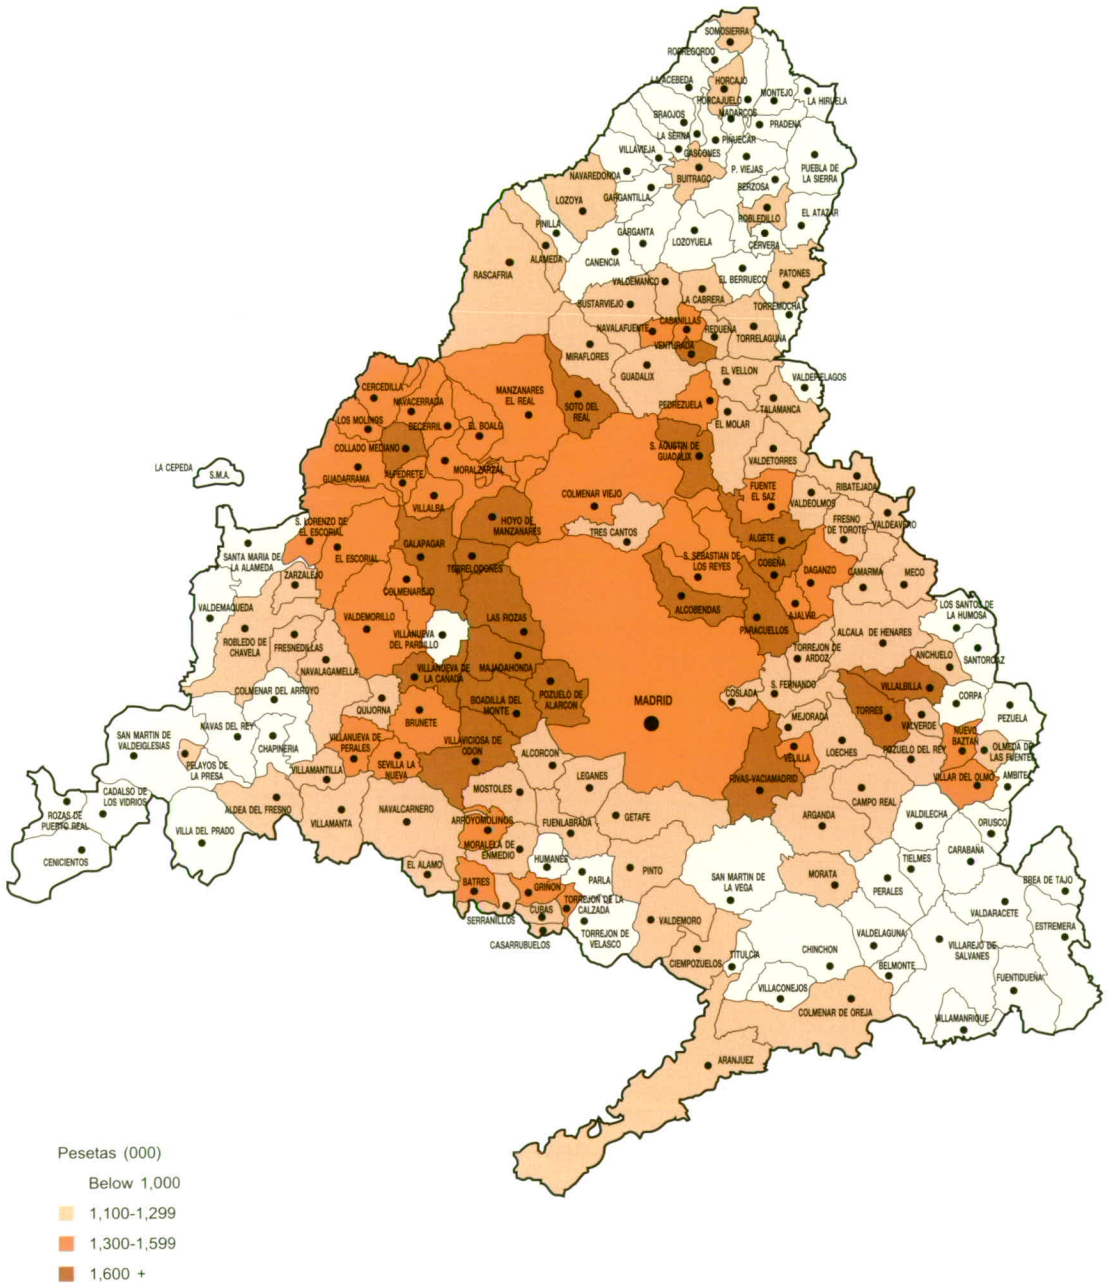 SOMOSIERRA
ROBREGORDO
LA ACEBEDA
HORCAJO
HORCAJUELO
MONTEJO
LA HIRUELA
MADARCOS
BRAOJOS
PRADENA
LA SERNA
PIÑUECAR
VILLAVIEJA
GASCONES
P. VIEJAS
PUEBLA DE
LA SIERRA
NAVAREDONDA
BUITRAGO
BERZOSA
LOZOYA
GARGANTILLA
ROBLEDILLO
EL ATAZAR
PINILLA
GARGANTA
LOZOYUELA
CERVERA
ALAMEDA
CANENCIA
RASCAFRIA
EL BERRUECO
PATONES
VALDEMANCO
LA CABRERA
BUSTARVIEJO
TORREMOCHA
NAVALAFUENTE
CABANILLAS
REDUEÑA
TORRELAGUNA
VENTURADA
MIRAFLORES
GUADALIX
EL VELLON
VALDEPIELAGOS
CERCEDILLA
NAVACERRADA
MANZANARES
EL REAL
SOTO DEL
REAL
PEDREZUELA
TALAMANCA
LOS MOLINOS
BECERRIL
EL BOALO
EL MOLAR
COLLADO MEDIANO
S. AGUSTIN DE
GUADALIX
VALDETORRES
LA CEPEDA
S.M.A.
GUADARRAMA
ALPEDRETE
MORALZARZAL
RIBATEJADA
COLMENAR VIEJO
FUENTE
EL SAZ
VALDEOLMOS
VILLALBA
S. LORENZO DE
EL ESCORIAL
HOYO DE
MANZANARES
TRES CANTOS
FRESNO
DE TOROTE
VALDEAVERO
ALGETE
SANTA MARIA DE
LA ALAMEDA
EL ESCORIAL
GALAPAGAR
TORRELODONES
S. SEBASTIAN DE
LOS REYES
COBEÑA
DAGANZO
CAMARMA
MECO
ZARZALEJO
COLMENAREJO
VALDEMAQUEDA
VALDEMORILLO
LAS ROZAS
ALCOBENDAS
PARACUELLOS
AJALVIR
LOS SANTOS DE
LA HUMOSA
ROBLEDO DE
CHAVELA
FRESNEDILLAS
VILLANUEVA
DEL PARDILLO
ALCALA DE HENARES
TORREJON DE
ARDOZ
ANCHUELO
SANTORCAZ
NAVALAGAMELLA
VILLANUEVA DE
LA CAÑADA
MAJADAHONDA
POZUELO DE
ALARCON
MADRID
COSLADA
S. FERNANDO
VILLALBILLA
CORPA
COLMENAR DEL ARROYO
QUIJORNA
BRUNETE
BOADILLA DEL
MONTE
TORRES
VALVERDE
PEZUELA
NAVAS DEL REY
CHAPINERIA
MEJORADA
SAN MARTIN DE
VALDEIGLESIAS
VILLANUEVA DE
PERALES
VILLAVICIOSA DE
ODON
ALCORCON
VELILLA
LOECHES
POZUELO DEL REY
NUEVO
BAZTAN
OLMEDA DE
LAS FUENTES
PELAYOS DE
LA PRESA
SEVILLA LA
NUEVA
VILLAMANTILLA
LEGANES
RIVAS-VACIAMADRID
VILLAR DEL OLMO
AMBITE
MOSTOLES
CADALSO DE
LOS VIDRIOS
ALDEA DEL FRESNO
NAVALCARNERO
CAMPO REAL
ROZAS DE
PUERTO REAL
VILLAMANTA
GETAFE
ARGANDA
VALDILECHA
ORUSCO
VILLA DEL PRADO
ARROYOMOLINOS
FUENLABRADA
MORALEJA DE
ENMEDIO
CARABAÑA
CENICIENTOS
EL ALAMO
HUMANES
PINTO
SAN MARTIN DE
LA VEGA
MORATA
TIELMES
BATRES
GRIÑON
PARLA
PERALES
BREA DE TAJO
SERRANILLOS
CUBAS
TORREJON DE LA
CALZADA
VALDARACETE
CASARRUBUELOS
TORREJON DE
VELASCO
VALDEMORO
VALDELAGUNA
ESTREMERA
CIEMPOZUELOS
TITULCIA
CHINCHON
VILLAREJO DE
SALVANES
BELMONTE
FUENTIDUEÑA
VILLACONEJOS
COLMENAR DE OREJA
VILLAMANRIQUE
ARANJUEZ
Pesetas (000)
Below 1,000
1,100-1,299
1,300-1,599
1,600 +